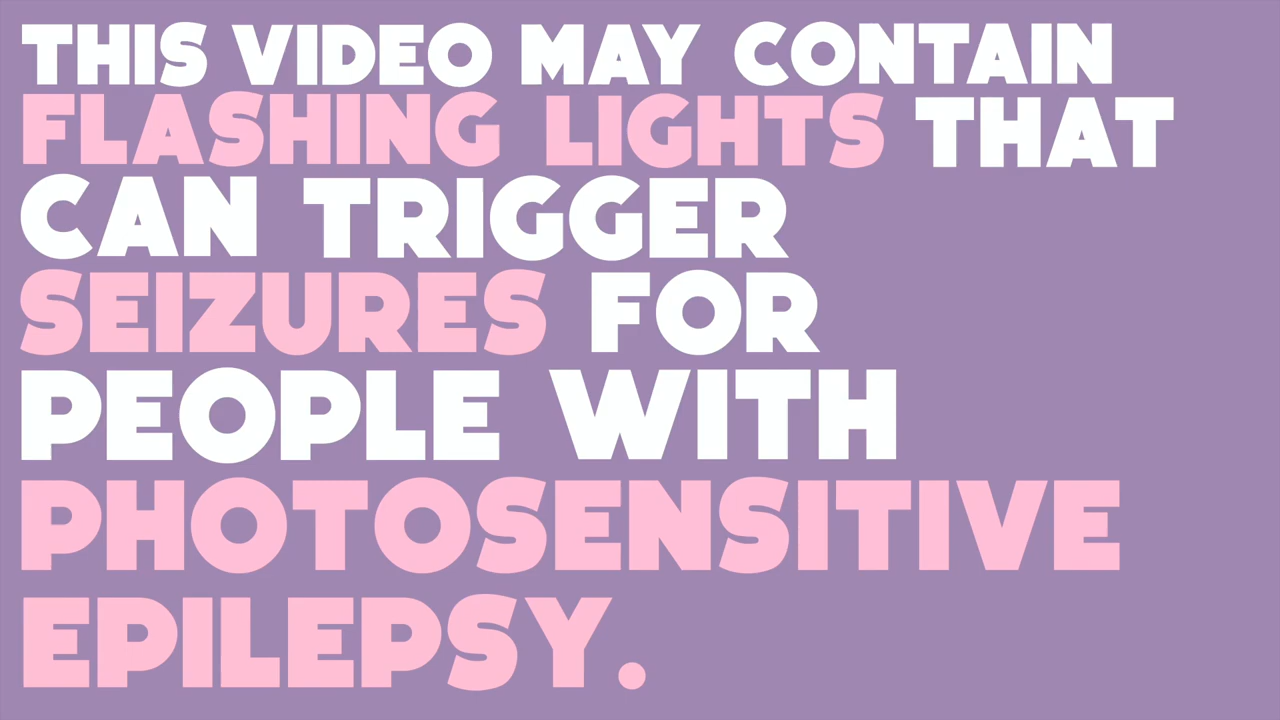 THIS VIDEO MAY CONTAIN
FLASHING LIGHTS THAT
CAN TRIGGER
SEIZURES FOR
PEOPLE WITH
PHOTOSENSITIVE
EPILEPSY.